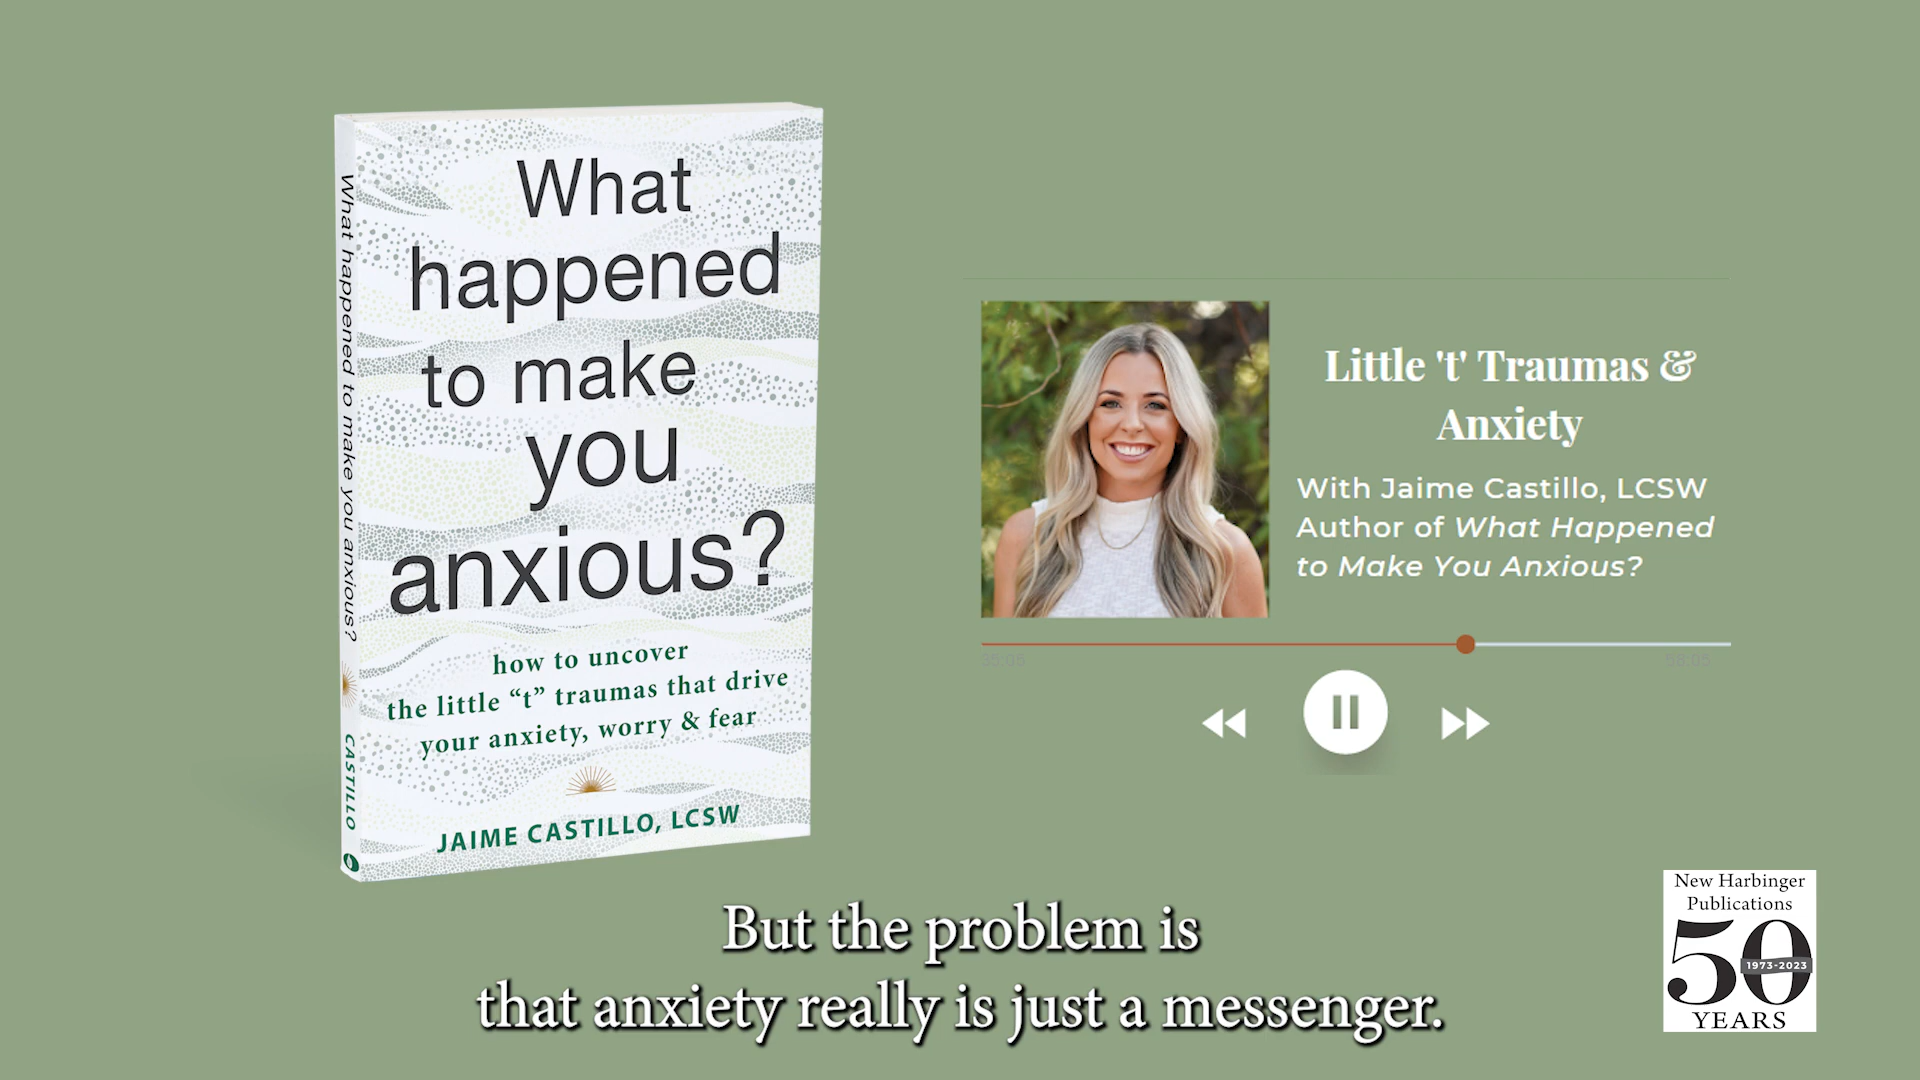 What
happened
to make
you
anxious?
how to uncover
the little “t” traumas that drive
your anxiety, worry & fear
JAIME CASTILLO, LCSW
What happened to make you anxious?
CASTILLO
Little 't' Traumas &
Anxiety
With Jaime Castillo, LCSW
Author of What Happened
to Make You Anxious?
35:05
But the problem is
that anxiety really is just a messenger.
New Harbinger
Publications
50
1973-2023
YEARS